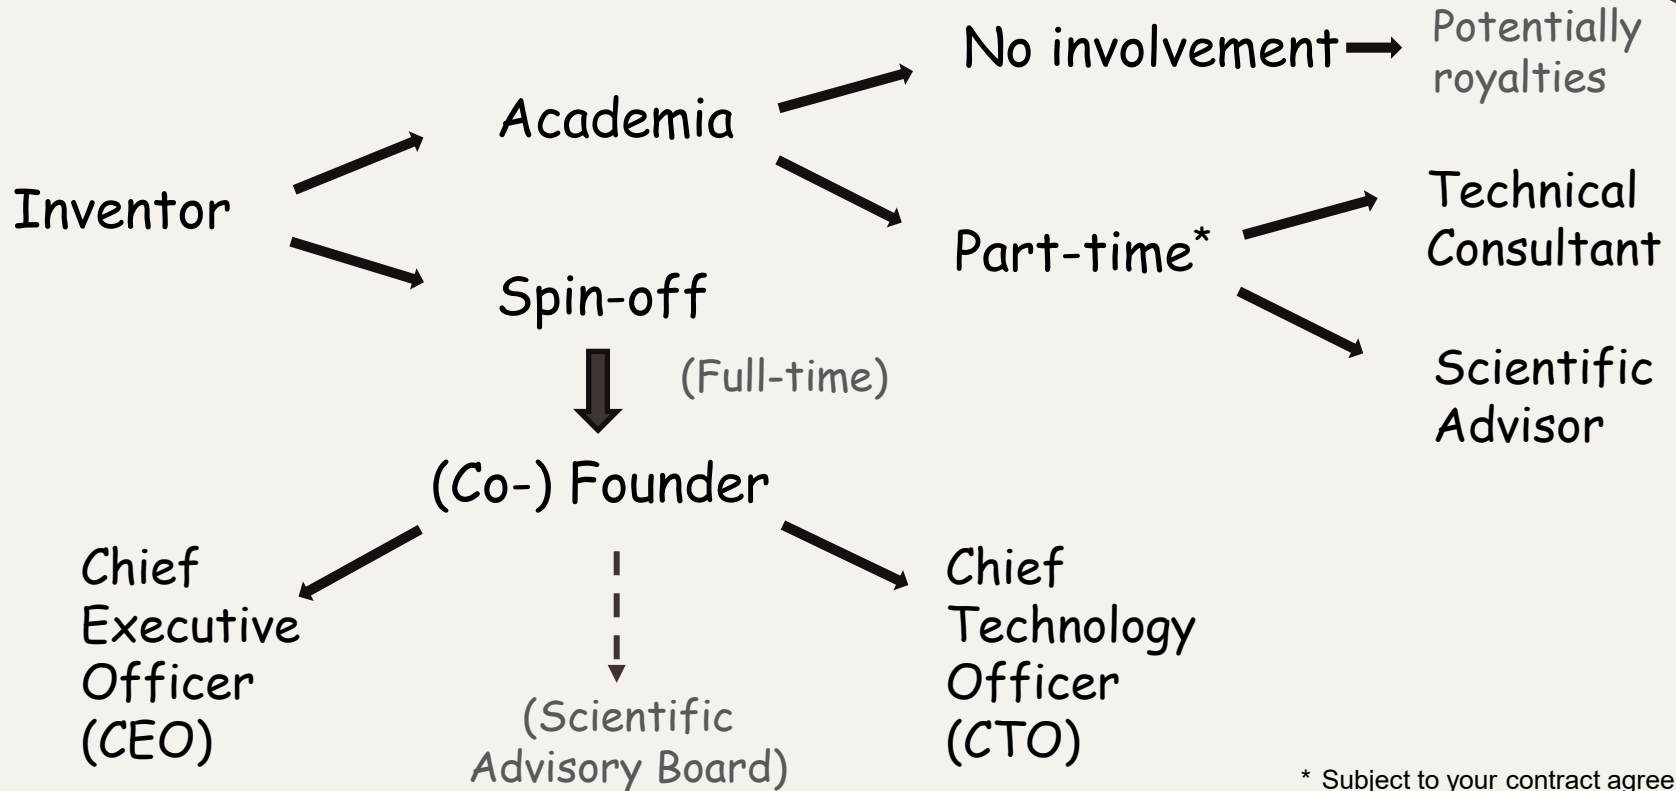 Inventor
Academia
No involvement
Potentially
royalties
Part-time*
Technical
Consultant
Scientific
Advisor
Spin-off
(Full-time)
(Co-) Founder
Chief
Executive
Officer
(CEO)
(Scientific
Advisory Board)
Chief
Technology
Officer
(CTO)
* Subject to your contract agree